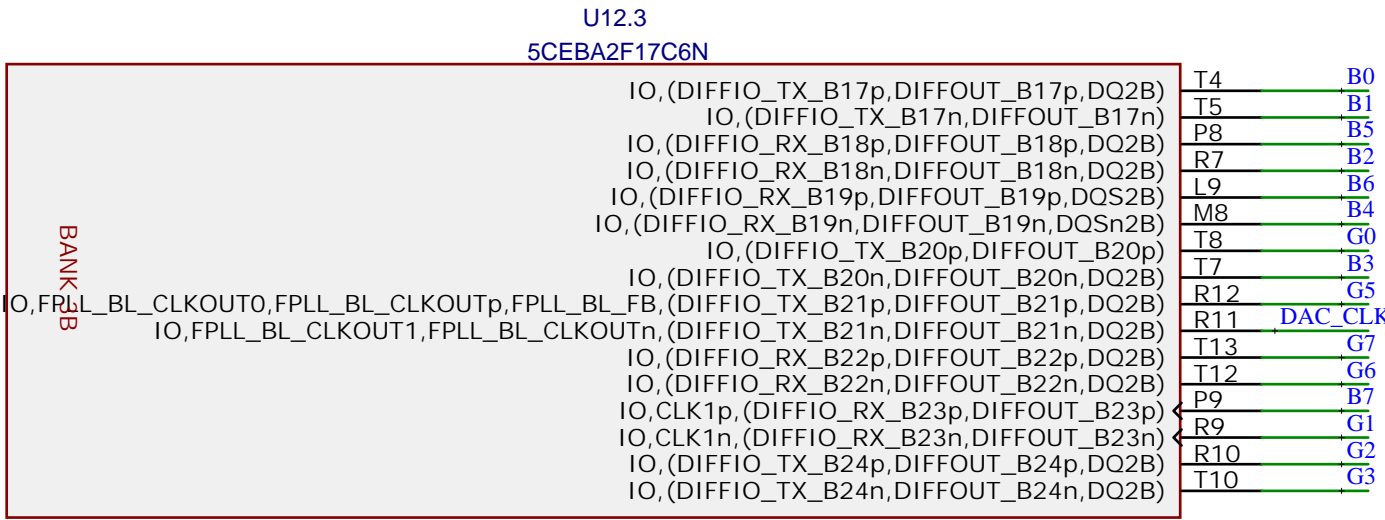 U12.3
5CEBA2F17C6N
IO,(DIFFIO_TX_B17p,DIFFOUT_B17p,DQ2B) T4 B0
IO,(DIFFIO_TX_B17n,DIFFOUT_B17n) T5 B1
IO,(DIFFIO_RX_B18p,DIFFOUT_B18p,DQ2B) P8 B5
IO,(DIFFIO_RX_B18n,DIFFOUT_B18n,DQ2B) R7 B2
IO,(DIFFIO_RX_B19p,DIFFOUT_B19p,DQS2B) L9 B6
IO,(DIFFIO_RX_B19n,DIFFOUT_B19n,DQSn2B) M8 B4
IO,(DIFFIO_TX_B20p,DIFFOUT_B20p) T8 G0
IO,(DIFFIO_TX_B20n,DIFFOUT_B20n,DQ2B) T7 B3
IO,FPLL_BL_CLKOUT0,FPLL_BL_CLKOUTp,FPLL_BL_FB,(DIFFIO_TX_B21p,DIFFOUT_B21p,DQ2B) R12 G5
IO,FPLL_BL_CLKOUT1,FPLL_BL_CLKOUTn,(DIFFIO_TX_B21n,DIFFOUT_B21n,DQ2B) R11 DAC_CLK
IO,(DIFFIO_RX_B22p,DIFFOUT_B22p,DQ2B) T13 G7
IO,(DIFFIO_RX_B22n,DIFFOUT_B22n,DQ2B) T12 G6
IO,CLK1p,(DIFFIO_RX_B23p,DIFFOUT_B23p) P9 B7
IO,CLK1n,(DIFFIO_RX_B23n,DIFFOUT_B23n) R9 G1
IO,(DIFFIO_TX_B24p,DIFFOUT_B24p,DQ2B) R10 G2
IO,(DIFFIO_TX_B24n,DIFFOUT_B24n,DQ2B) T10 G3
BANK 3B